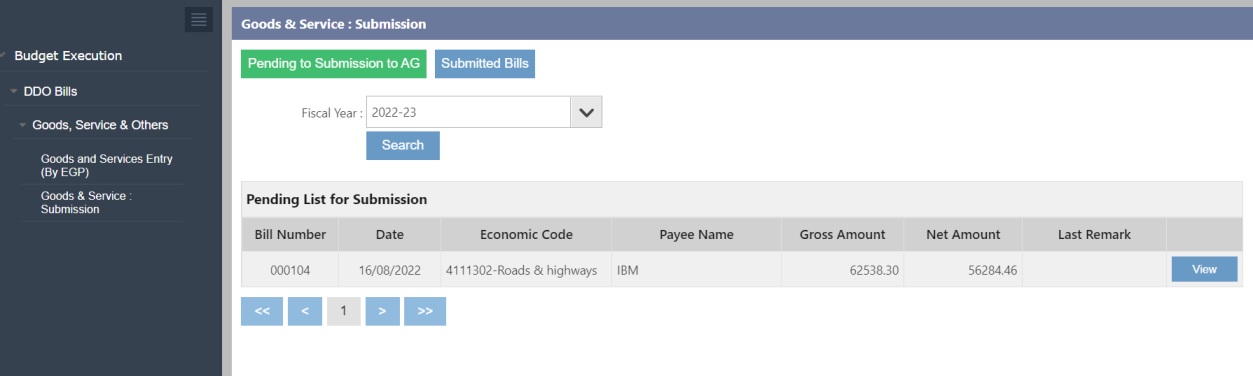 Budget Execution
DDO Bills
Goods, Service & Others
Goods and Services Entry
(By EGP)
Goods & Service :
Submission
Goods & Service : Submission
Pending to Submission to AG Submitted Bills
Fiscal Year : 2022-23
Search
Pending List for Submission
Bill Number Date Economic Code Payee Name Gross Amount Net Amount Last Remark
000104 16/08/2022 4111302-Roads & highways IBM 62538.30 56284.46 View
<< < 1 > >>